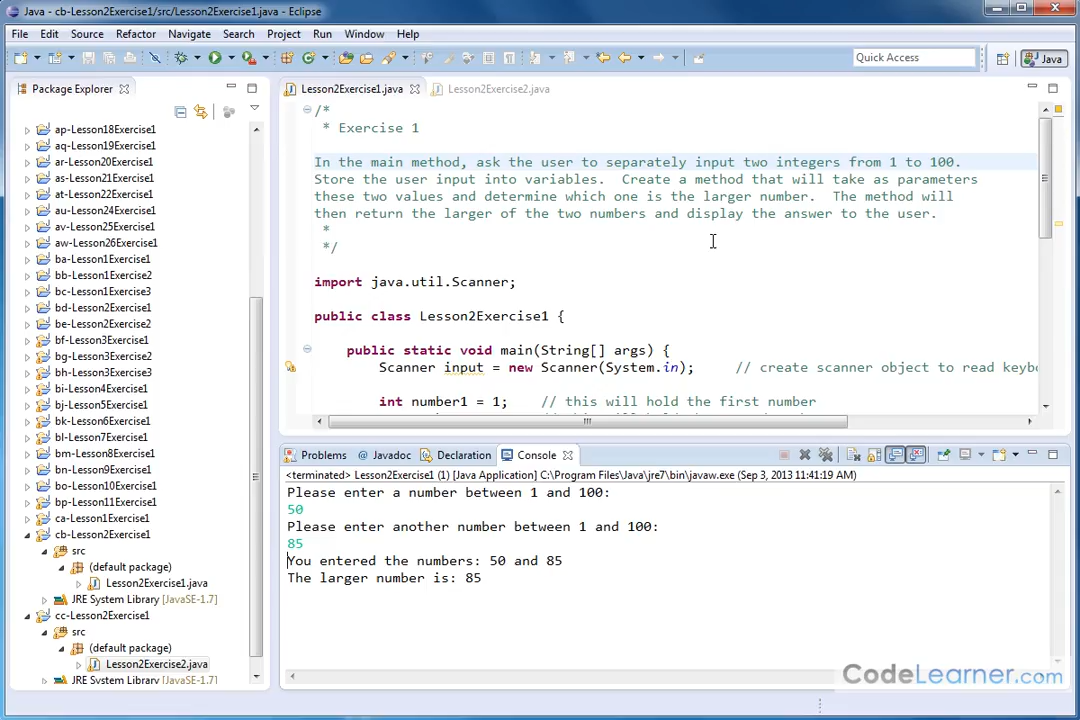 Java - cb-Lesson2Exercise1/src/Lesson2Exercise1.java - Eclipse
File Edit Source Refactor Navigate Search Project Run Window Help
Quick Access
Java
Package Explorer
ap-Lesson18Exercise1
aq-Lesson19Exercise1
ar-Lesson20Exercise1
as-Lesson21Exercise1
at-Lesson22Exercise1
au-Lesson24Exercise1
av-Lesson25Exercise1
aw-Lesson26Exercise1
ba-Lesson1Exercise1
bb-Lesson1Exercise2
bc-Lesson1Exercise3
bd-Lesson2Exercise1
be-Lesson2Exercise2
bf-Lesson3Exercise1
bg-Lesson3Exercise2
bh-Lesson3Exercise3
bi-Lesson4Exercise1
bj-Lesson5Exercise1
bk-Lesson6Exercise1
bl-Lesson7Exercise1
bm-Lesson8Exercise1
bn-Lesson9Exercise1
bo-Lesson10Exercise1
bp-Lesson11Exercise1
ca-Lesson1Exercise1
cb-Lesson2Exercise1
src
(default package)
Lesson2Exercise1.java
JRE System Library [JavaSE-1.7]
cc-Lesson2Exercise1
src
(default package)
Lesson2Exercise2.java
JRE System Library [JavaSE-1.7]
Lesson2Exercise1.java Lesson2Exercise2.java
/*
* Exercise 1
In the main method, ask the user to separately input two integers from 1 to 100.
Store the user input into variables. Create a method that will take as parameters
these two values and determine which one is the larger number. The method will
then return the larger of the two numbers and display the answer to the user.
*
*/
import java.util.Scanner;
public class Lesson2Exercise1 {
public static void main(String[] args) {
Scanner input = new Scanner(System.in); // create scanner object to read keybo
int number1 = 1; // this will hold the first number
Problems Javadoc Declaration Console
<terminated> Lesson2Exercise1 (1) [Java Application] C:\Program Files\Java\jre7\bin\javaw.exe (Sep 3, 2013 11:41:19 AM)
Please enter a number between 1 and 100:
50
Please enter another number between 1 and 100:
85
You entered the numbers: 50 and 85
The larger number is: 85
CodeLearner.com